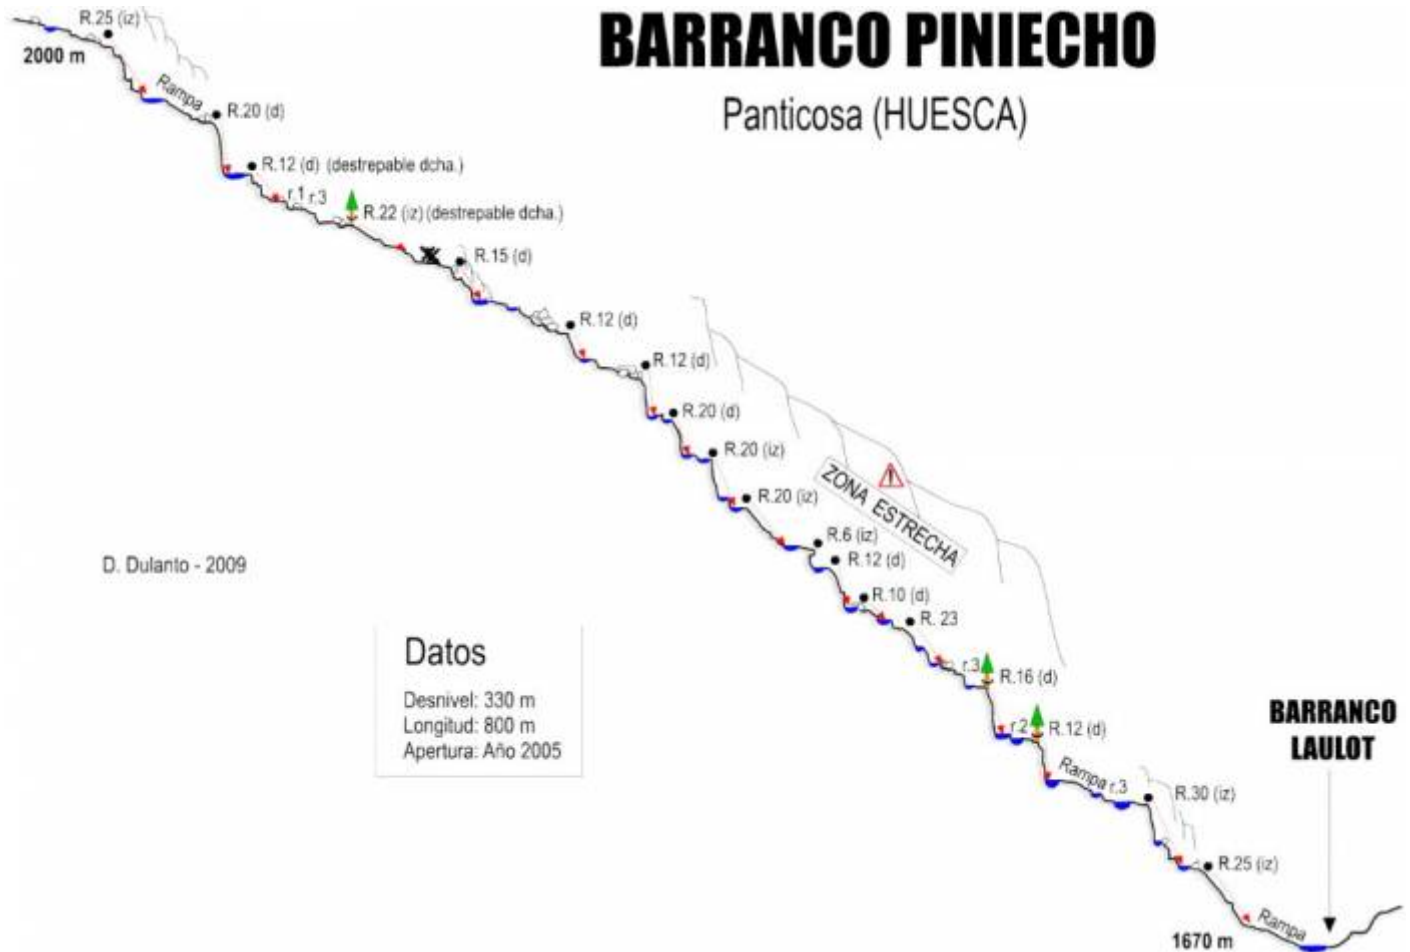 BARRANCO PINIECHO
Panticosa (HUESCA)
R.25 (iz)
2000 m
Rampa
R.20 (d)
R.12 (d) (destrepable dcha.)
r.1 r.3
R.22 (iz) (destrepable dcha.)
R.15 (d)
R.12 (d)
R.12 (d)
R.20 (d)
R.20 (iz)
R.20 (iz)
ZONA ESTRECHA
R.6 (iz)
R.12 (d)
R.10 (d)
R. 23
r.3
R.16 (d)
r.2
R.12 (d)
Rampa r.3
R.30 (iz)
R.25 (iz)
Rampa
1670 m
BARRANCO
LAULOT
D. Dulanto - 2009
Datos
Desnivel: 330 m
Longitud: 800 m
Apertura: Año 2005